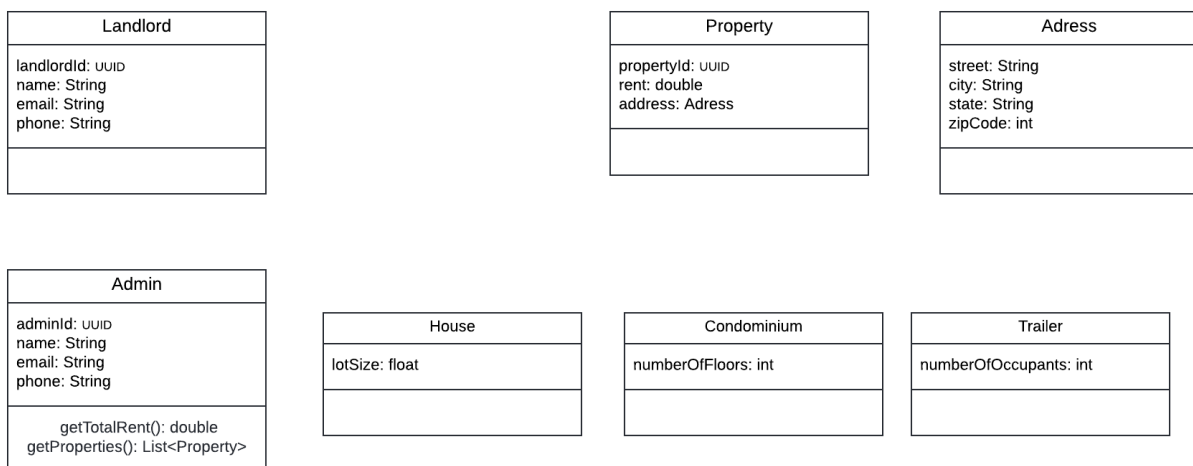 Landlord
landlordId: UUID
name: String
email: String
phone: String
Property
propertyId: UUID
rent: double
address: Adress
Adress
street: String
city: String
state: String
zipCode: int
Admin
adminId: UUID
name: String
email: String
phone: String
getTotalRent(): double
getProperties(): List<Property>
House
lotSize: float
Condominium
numberOfFloors: int
Trailer
numberOfOccupants: int